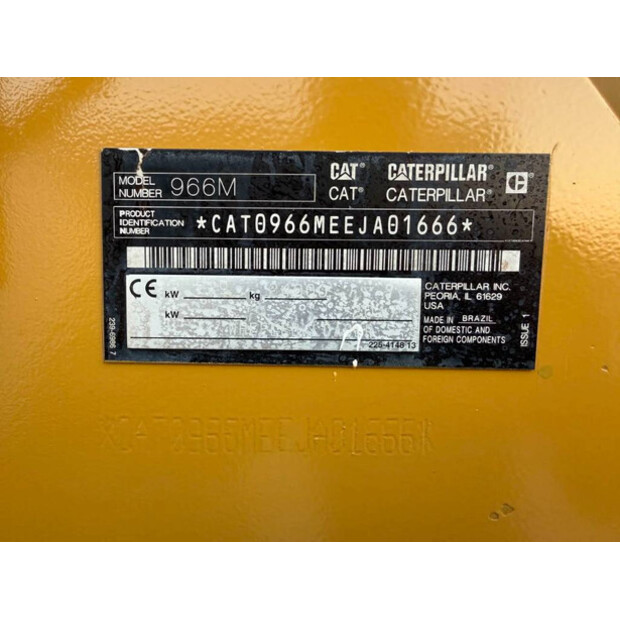 MODEL NUMBER 966M
CAT CATERPILLAR
CAT® CATERPILLAR®
PRODUCT IDENTIFICATION NUMBER *CAT0966MEEJA01666*
CE kW kg
kW
225-4148 13
CATERPILLAR INC.
PEORIA, IL 61629
USA
MADE IN BRAZIL
OF DOMESTIC AND
FOREIGN COMPONENTS
ISSUE 1
*CAT0966MEEJA01666*